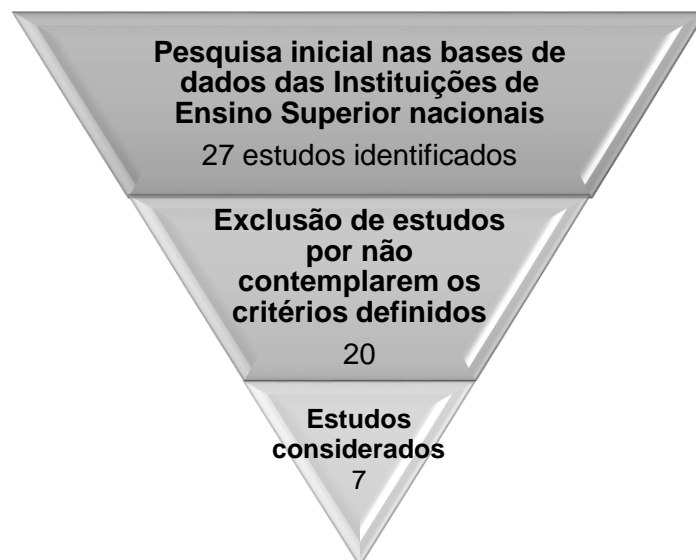 Pesquisa inicial nas bases de
dados das Instituições de
Ensino Superior nacionais
27 estudos identificados
Exclusão de estudos
por não
contemplarem os
critérios definidos
20
Estudos
considerados
7